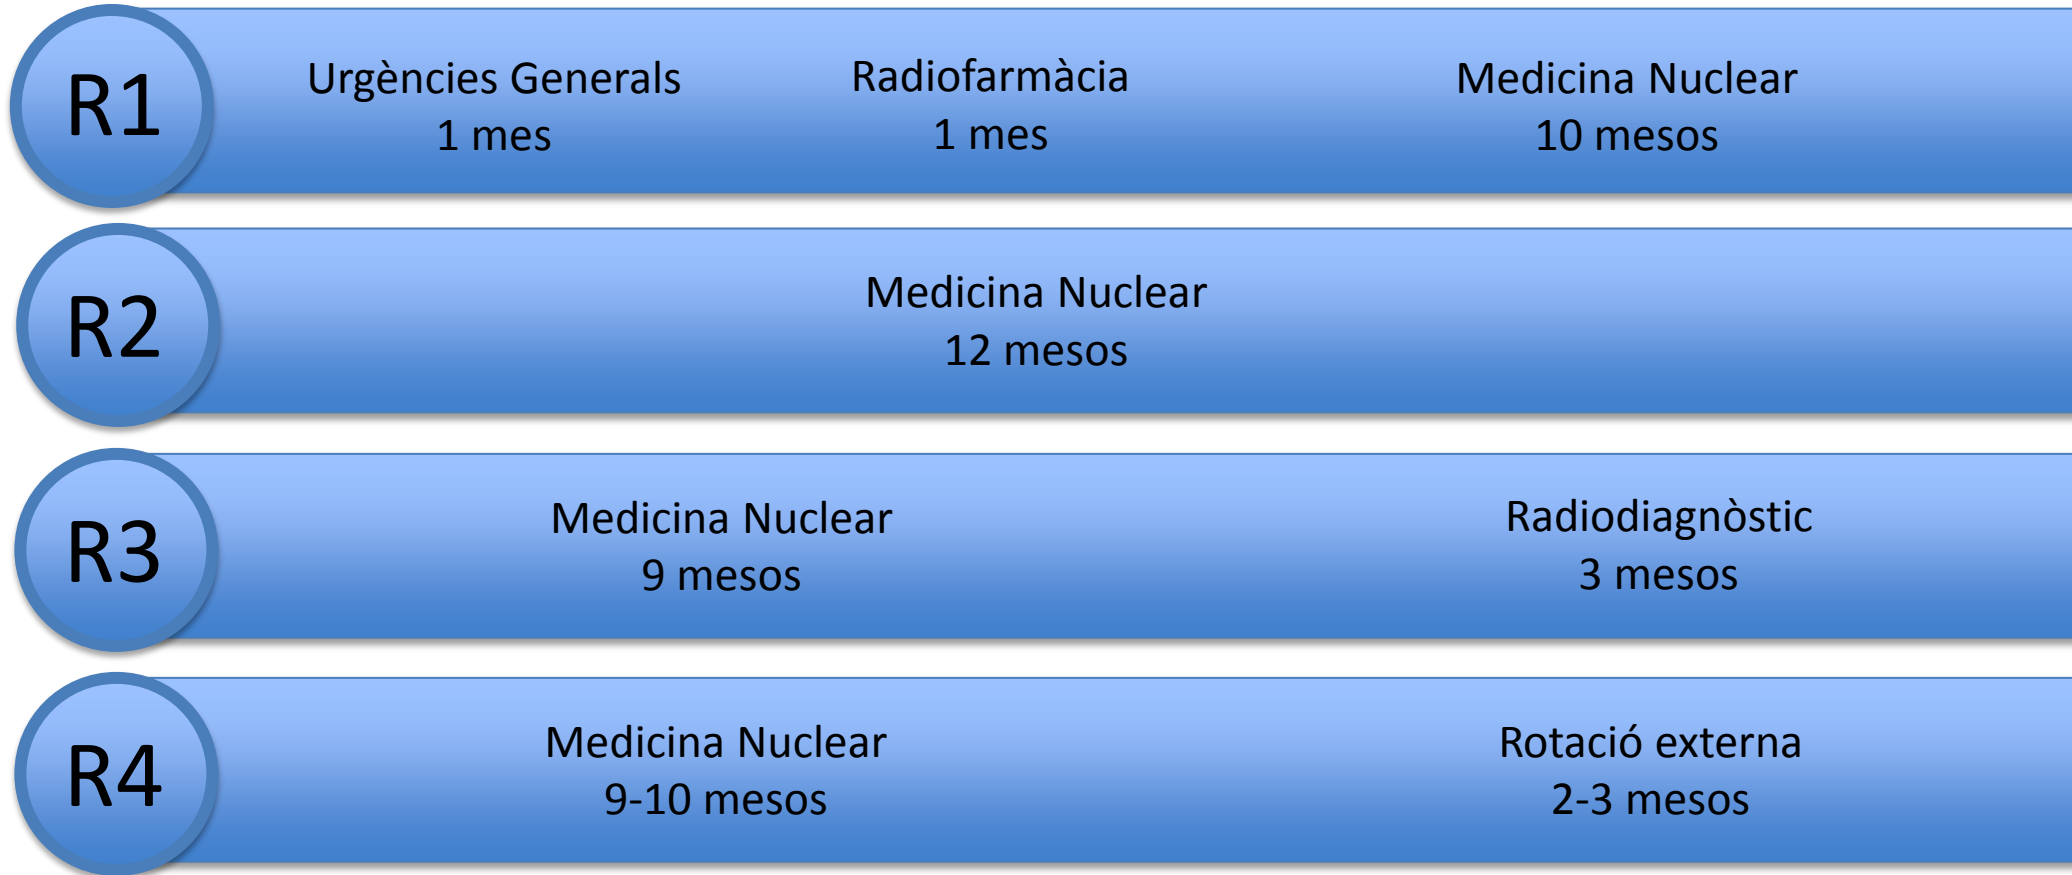 R1
Urgències Generals
1 mes
Radiofarmàcia
1 mes
Medicina Nuclear
10 mesos
R2
Medicina Nuclear
12 mesos
R3
Medicina Nuclear
9 mesos
Radiodiagnòstic
3 mesos
R4
Medicina Nuclear
9-10 mesos
Rotació externa
2-3 mesos